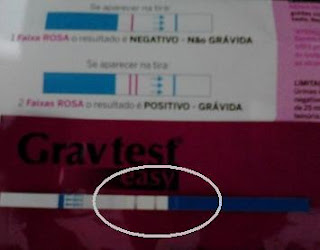 Se aparecer na tira:
1 Faixa ROSA o resultado é NEGATIVO - Não GRÁVIDA
Se aparecer na tira:
2 Faixas ROSA o resultado é POSITIVO - GRÁVIDA
LIMITA
Gravtest
easy